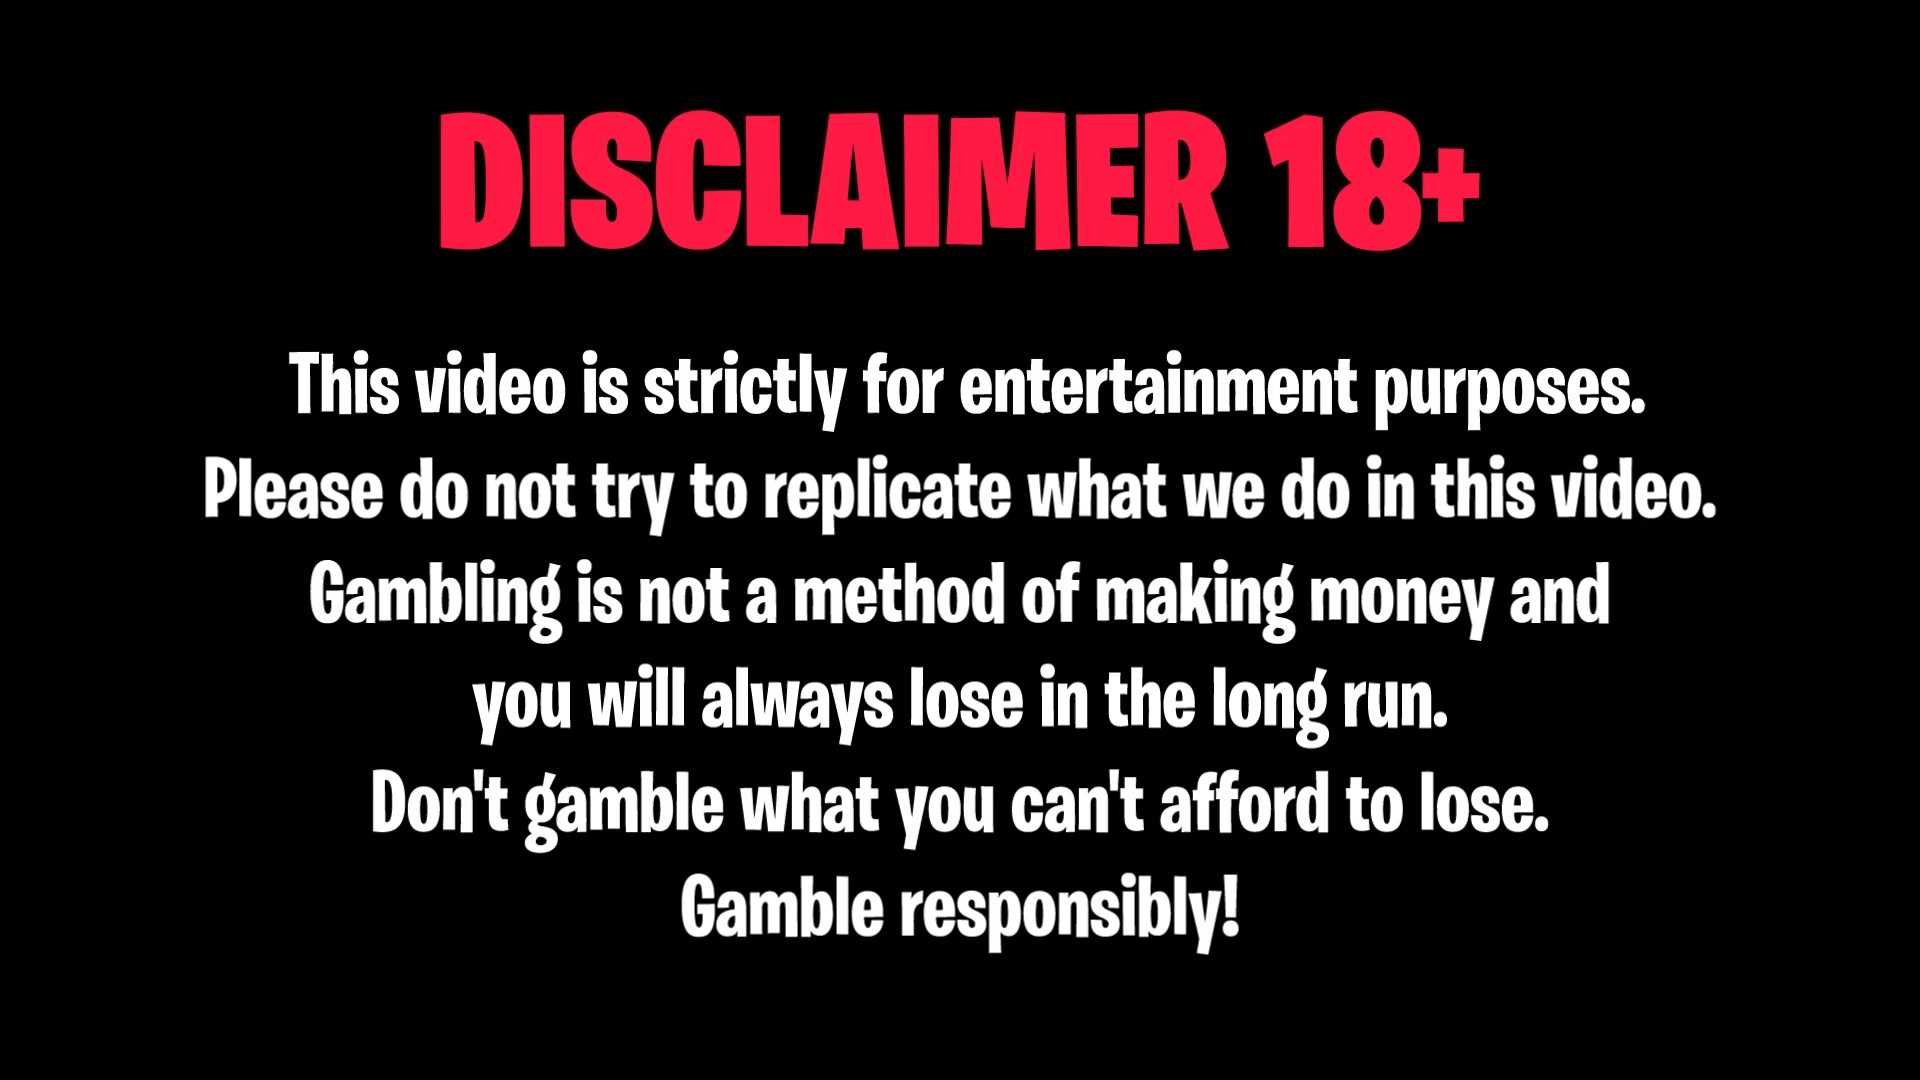 DISCLAIMER 18+
This video is strictly for entertainment purposes.
Please do not try to replicate what we do in this video.
Gambling is not a method of making money and
you will always lose in the long run.
Don't gamble what you can't afford to lose.
Gamble responsibly!